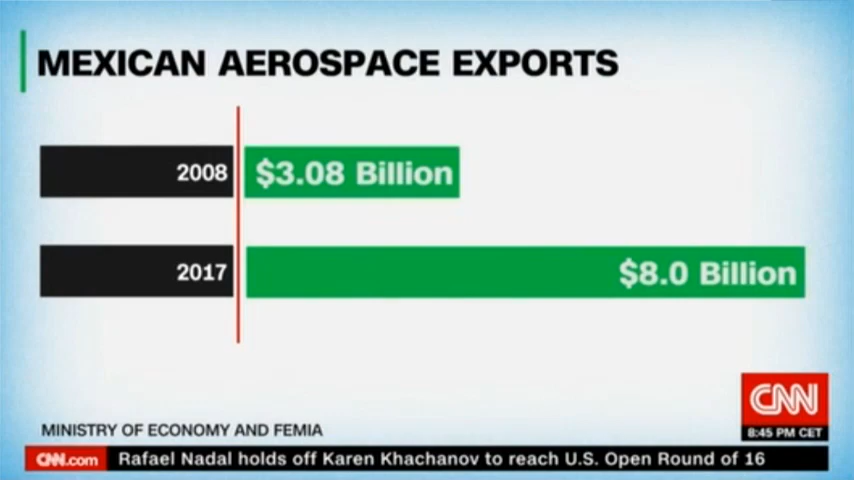 MEXICAN AEROSPACE EXPORTS
2008 $3.08 Billion
2017 $8.0 Billion
MINISTRY OF ECONOMY AND FEMIA
CNN
8:45 PM CET
CNN.com Rafael Nadal holds off Karen Khachanov to reach U.S. Open Round of 16